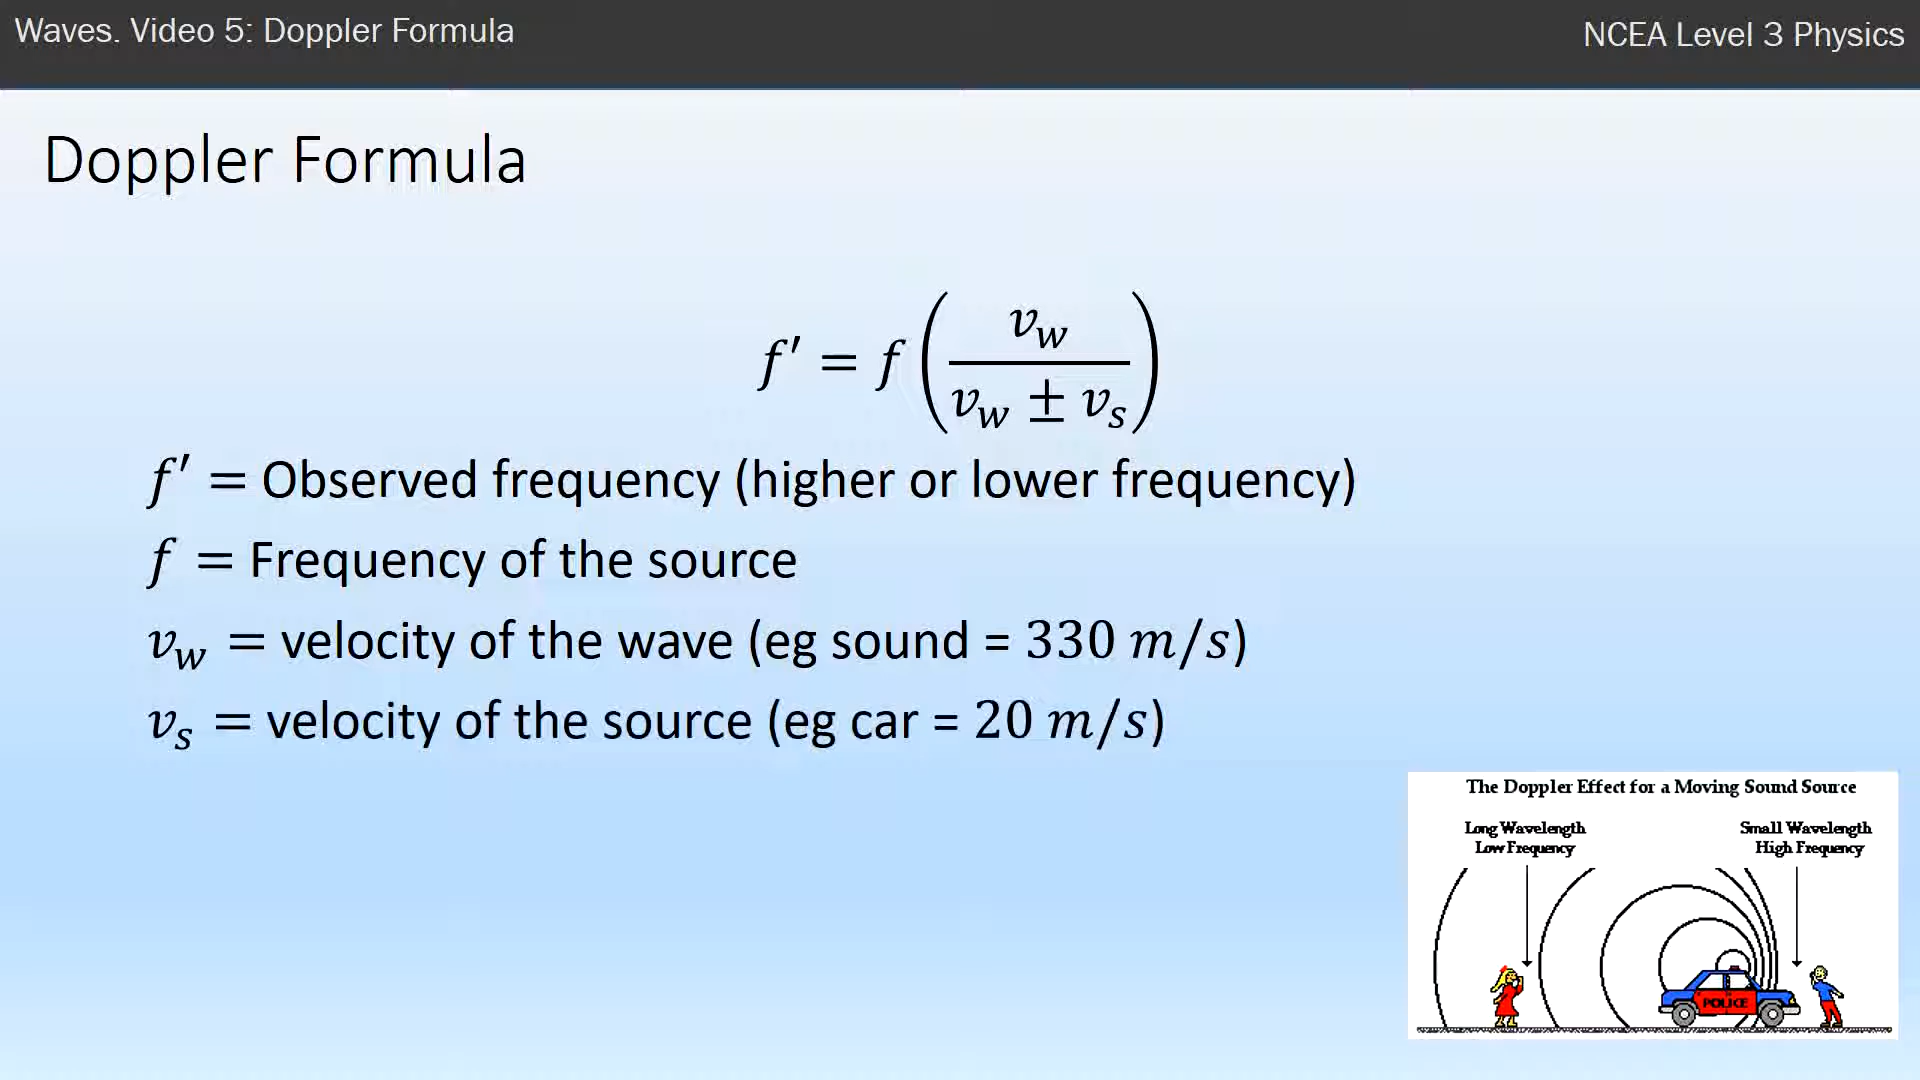 Waves. Video 5: Doppler Formula
NCEA Level 3 Physics
Doppler Formula
f′ = f(v_w / (v_w ± v_s))
f′ = Observed frequency (higher or lower frequency)
f = Frequency of the source
v_w = velocity of the wave (eg sound = 330 m/s)
v_s = velocity of the source (eg car = 20 m/s)
The Doppler Effect for a Moving Sound Source
Long Wavelength
Low Frequency
Small Wavelength
High Frequency
POLICE